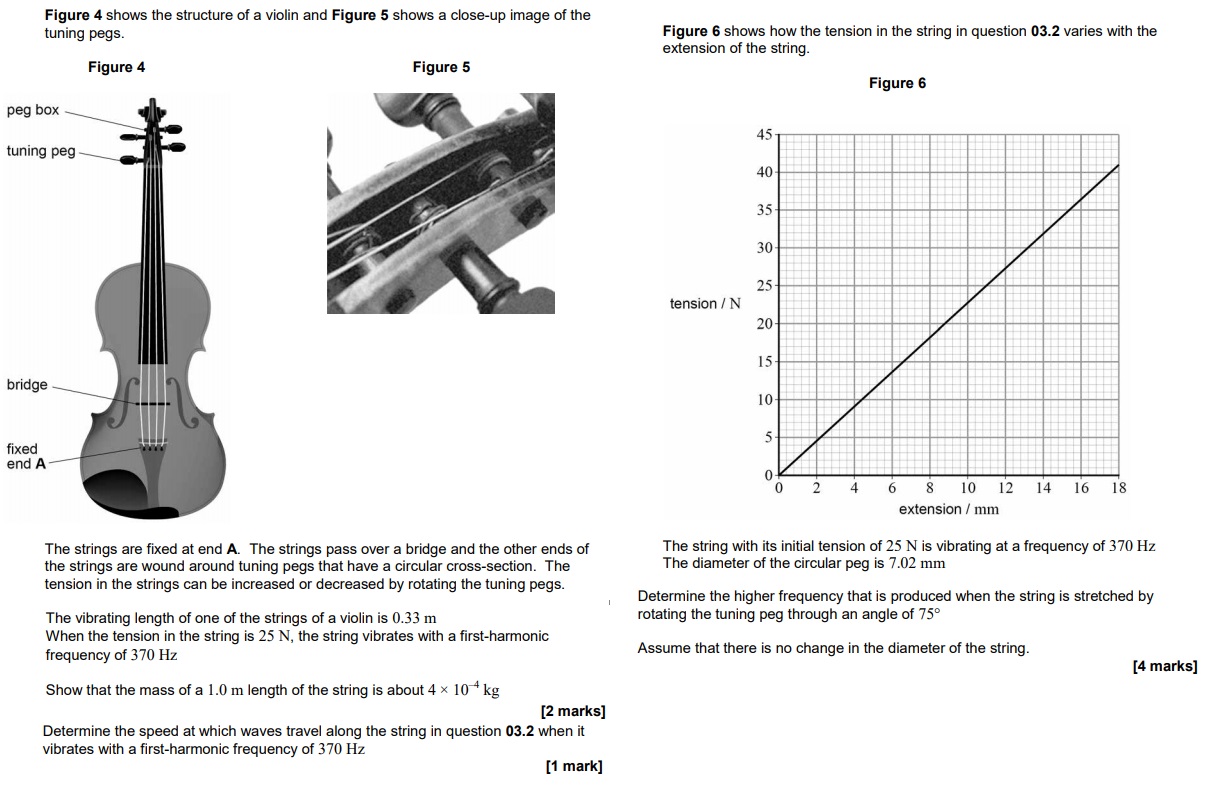 Figure 4 shows the structure of a violin and Figure 5 shows a close-up image of the
tuning pegs.
Figure 4
Figure 5
peg box
tuning peg
bridge
fixed
end A
The strings are fixed at end A. The strings pass over a bridge and the other ends of
the strings are wound around tuning pegs that have a circular cross-section. The
tension in the strings can be increased or decreased by rotating the tuning pegs.
The vibrating length of one of the strings of a violin is 0.33 m
When the tension in the string is 25 N, the string vibrates with a first-harmonic
frequency of 370 Hz
Show that the mass of a 1.0 m length of the string is about 4 × 10⁻⁴ kg
[2 marks]
Determine the speed at which waves travel along the string in question 03.2 when it
vibrates with a first-harmonic frequency of 370 Hz
[1 mark]
Figure 6 shows how the tension in the string in question 03.2 varies with the
extension of the string.
Figure 6
45
40
35
30
25
20
15
10
5
0
tension / N
0 2 4 6 8 10 12 14 16 18
extension / mm
The string with its initial tension of 25 N is vibrating at a frequency of 370 Hz
The diameter of the circular peg is 7.02 mm
Determine the higher frequency that is produced when the string is stretched by
rotating the tuning peg through an angle of 75°
Assume that there is no change in the diameter of the string.
[4 marks]